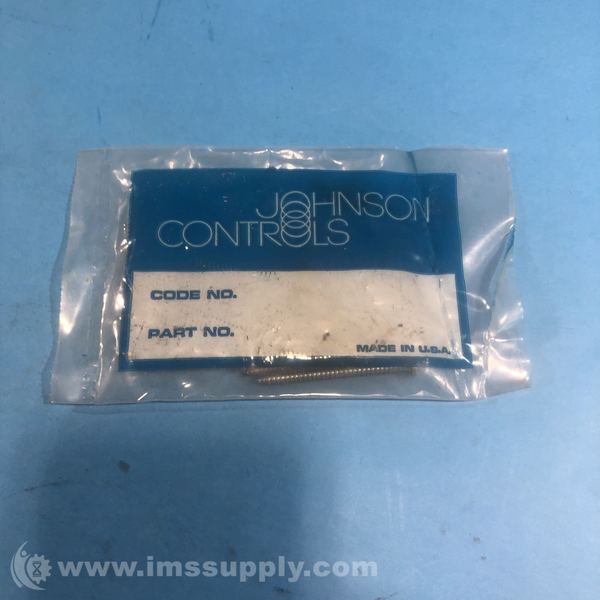 JOHNSON
CONTROLS
CODE NO.
PART NO.
MADE IN U.S.A.
www.imssupply.com